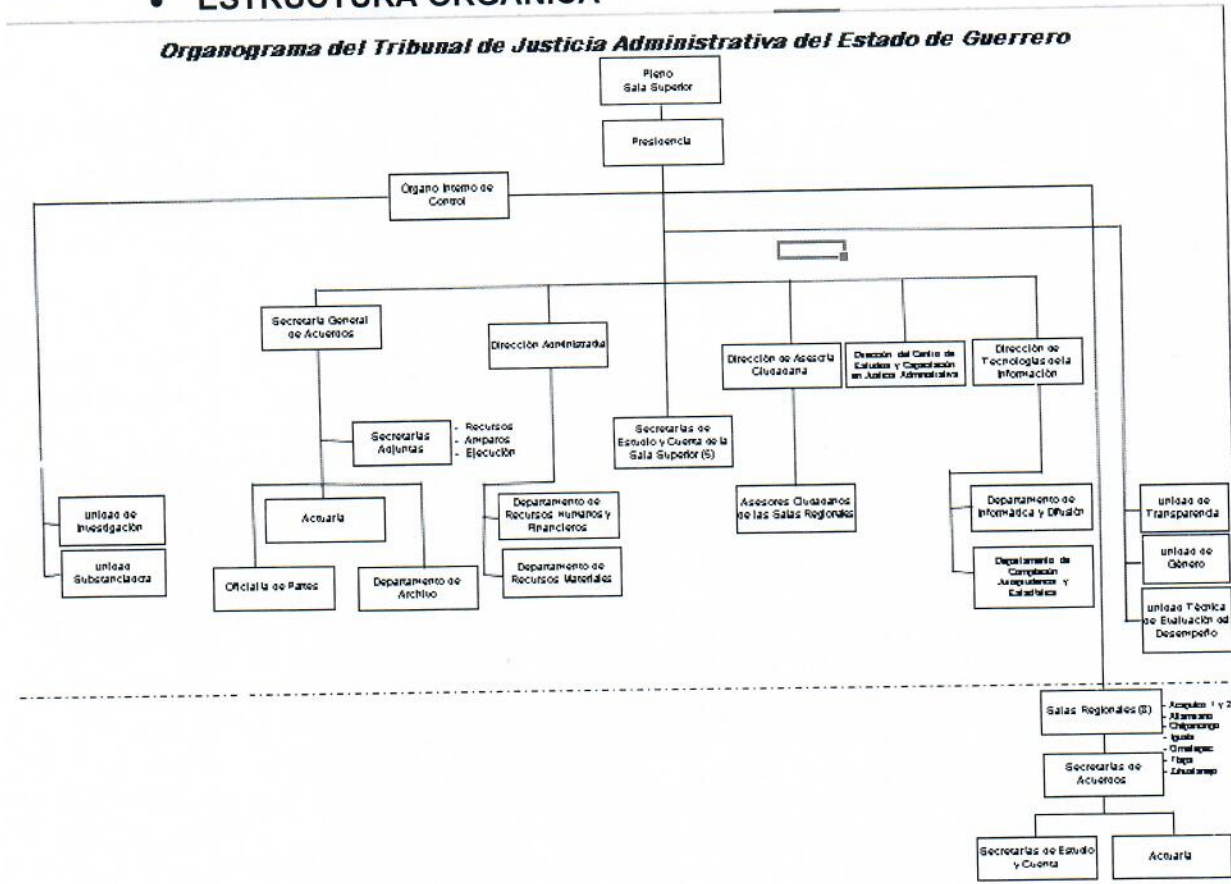 • ESTRUCTURA ORGÁNICA
Organograma del Tribunal de Justicia Administrativa del Estado de Guerrero
Pleno
Sala Superior
Presidencia
Órgano Interno de
Control
Secretaría General
de Acuerdos
Dirección Administrativa
Dirección de Asesoría
Ciudadana
Dirección del Centro de
Estudios y Capacitación
en Justicia Administrativa
Dirección de
Tecnologías de la
Información
Secretarías
Adjuntas
- Recursos
- Amparos
- Ejecución
Secretarías de
Estudio y Cuenta de la
Sala Superior
Unidad de
Investigación
Unidad
Substanciadora
Actuaría
Oficialía de Partes
Departamento de
Archivo
Departamento de
Recursos Humanos y
Financieros
Departamento de
Recursos Materiales
Asesores Ciudadanos
de las Salas Regionales
Departamento de
Informática y Difusión
Departamento de
Compilación
Jurisprudencia y
Estadística
Unidad de
Transparencia
Unidad de
Género
Unidad Técnica
de Evaluación del
Desempeño
Salas Regionales (8)
- Acapulco 1 y 2
- Altamirano
- Chilpancingo
- Iguala
- Ometepec
- Tlapa
- Zihuatanejo
Secretarías de
Acuerdos
Secretarías de Estudio
y Cuenta
Actuaría